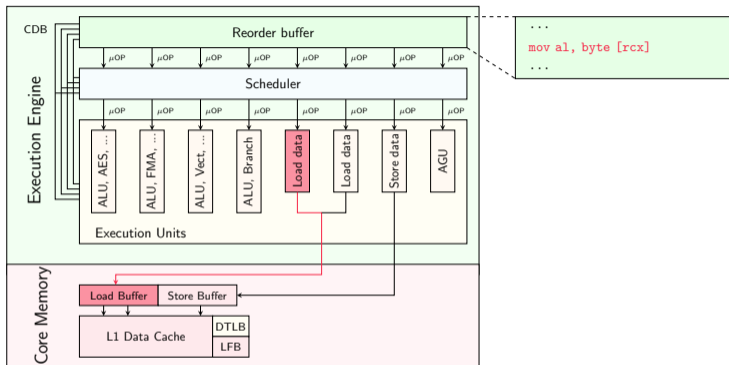 CDB
Reorder buffer
...
mov al, byte [rcx]
...
μOP μOP μOP μOP μOP μOP μOP μOP
Scheduler
μOP μOP μOP μOP μOP μOP μOP μOP
Execution Engine
ALU, AES, ...
ALU, FMA, ...
ALU, Vect, ...
ALU, Branch
Load data
Load data
Store data
AGU
Execution Units
Core Memory
Load Buffer
Store Buffer
L1 Data Cache
DTLB
LFB